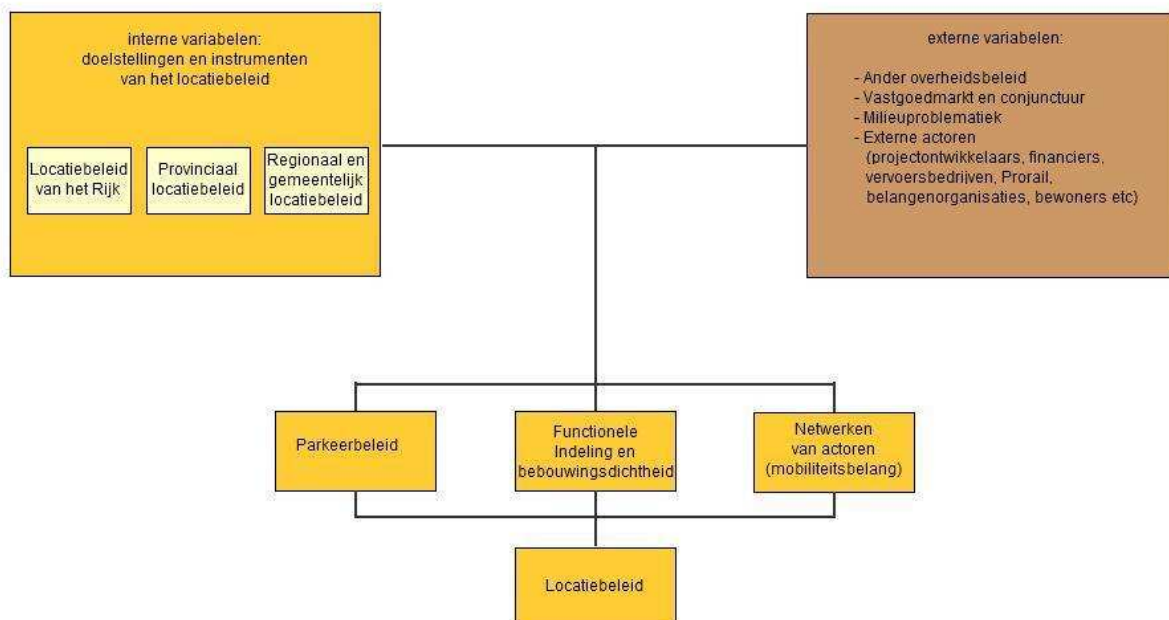 interne variabelen:
doelstellingen en instrumenten
van het locatiebeleid
Locatiebeleid
van het Rijk
Provinciaal
locatiebeleid
Regionaal en
gemeentelijk
locatiebeleid
externe variabelen:
- Ander overheidsbeleid
- Vastgoedmarkt en conjunctuur
- Milieuproblematiek
- Externe actoren
(projectontwikkelaars, financiers,
vervoersbedrijven, Prorail,
belangenorganisaties, bewoners etc)
Parkeerbeleid
Functionele
Indeling en
bebouwingsdichtheid
Netwerken
van actoren
(mobiliteitsbelang)
Locatiebeleid